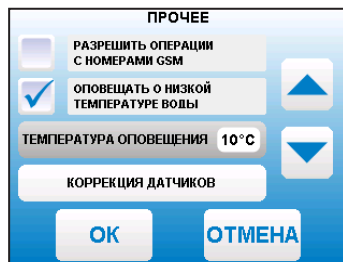 ПРОЧЕЕ
РАЗРЕШИТЬ ОПЕРАЦИИ
С НОМЕРАМИ GSM
ОПОВЕЩАТЬ О НИЗКОЙ
ТЕМПЕРАТУРЕ ВОДЫ
ТЕМПЕРАТУРА ОПОВЕЩЕНИЯ 10°C
КОРРЕКЦИЯ ДАТЧИКОВ
ОК ОТМЕНА